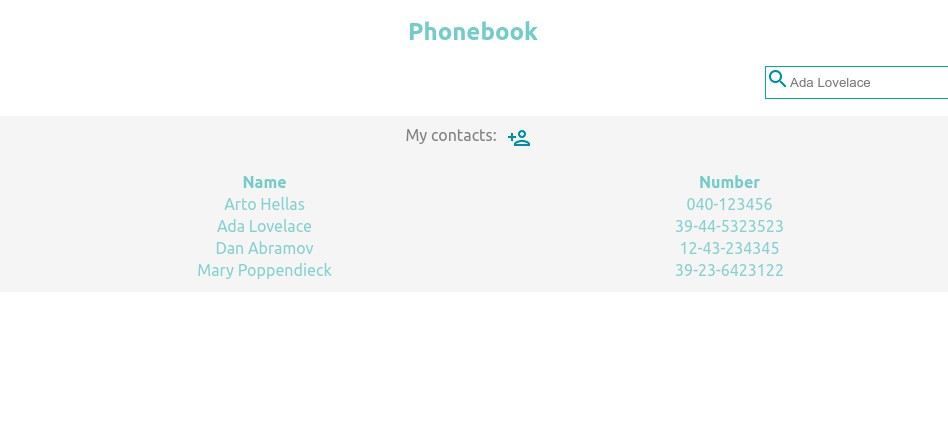 Phonebook
Ada Lovelace
My contacts:
Name Number
Arto Hellas 040-123456
Ada Lovelace 39-44-5323523
Dan Abramov 12-43-234345
Mary Poppendieck 39-23-6423122